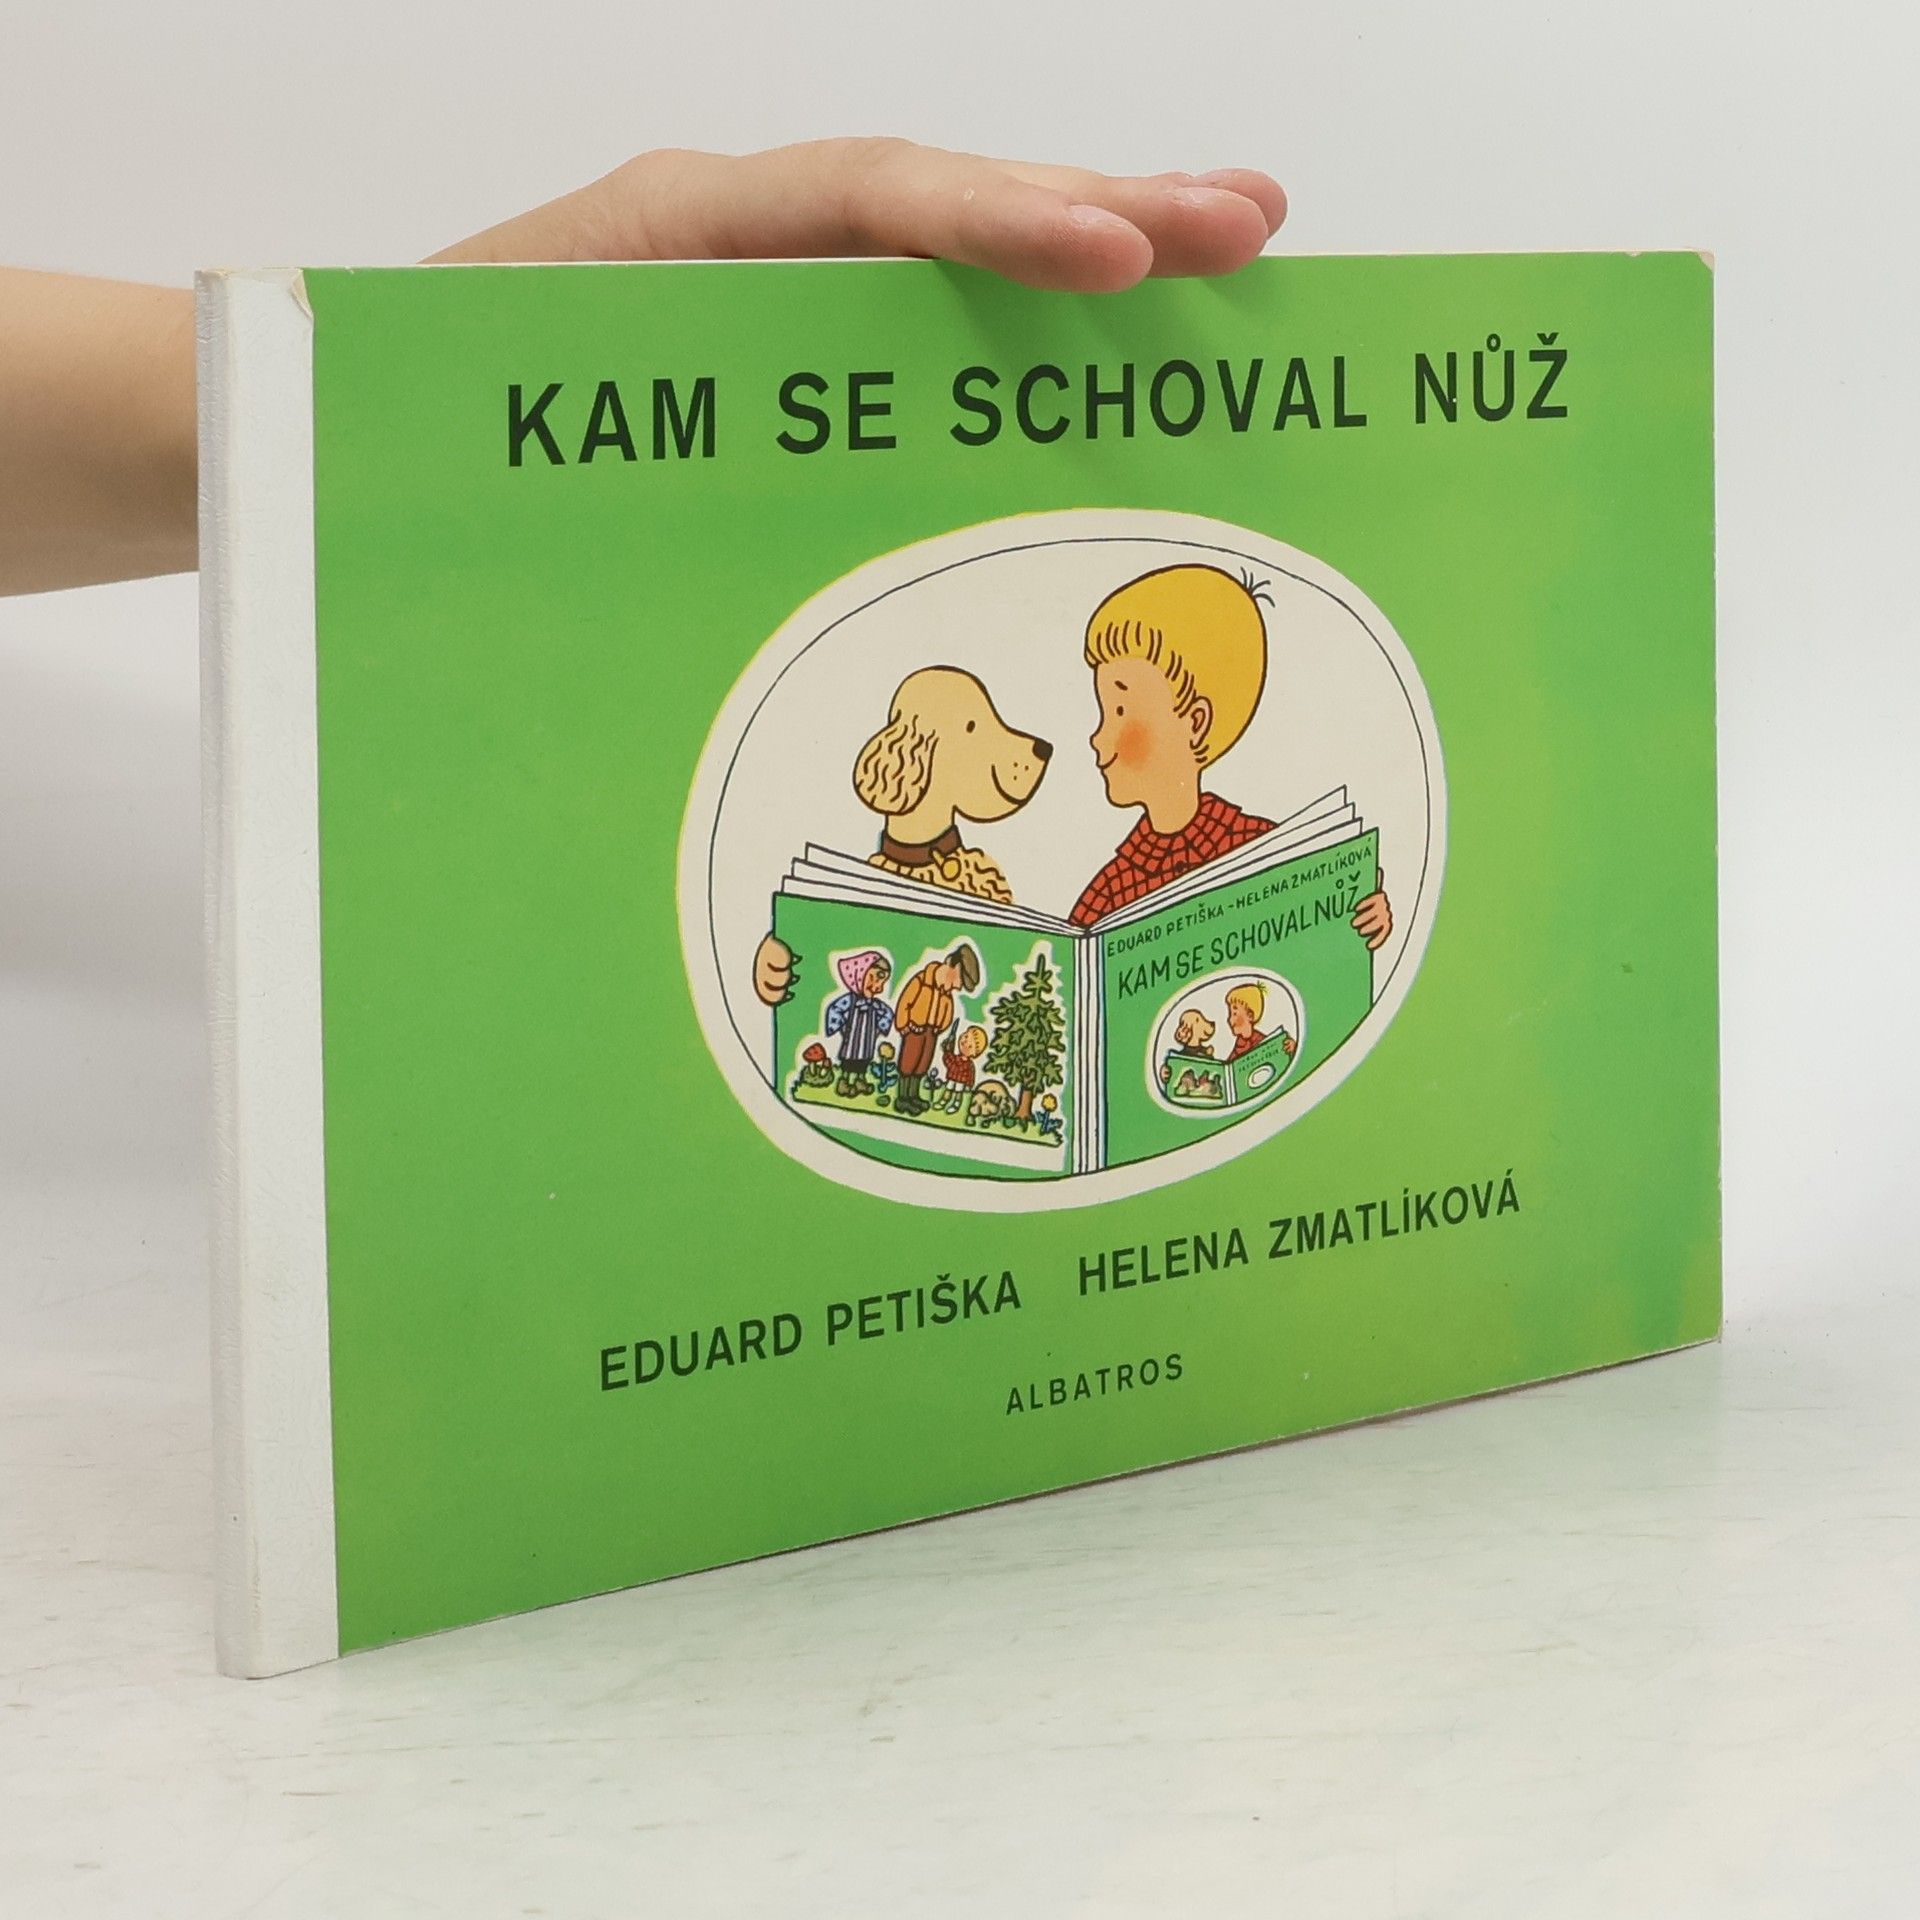 KAM SE SCHOVAL NŮŽ
EDUARD PETIŠKA - HELENA ZMATLÍKOVÁ
KAM SE SCHOVAL NŮŽ
EDUARD PETIŠKA HELENA ZMATLÍKOVÁ
ALBATROS